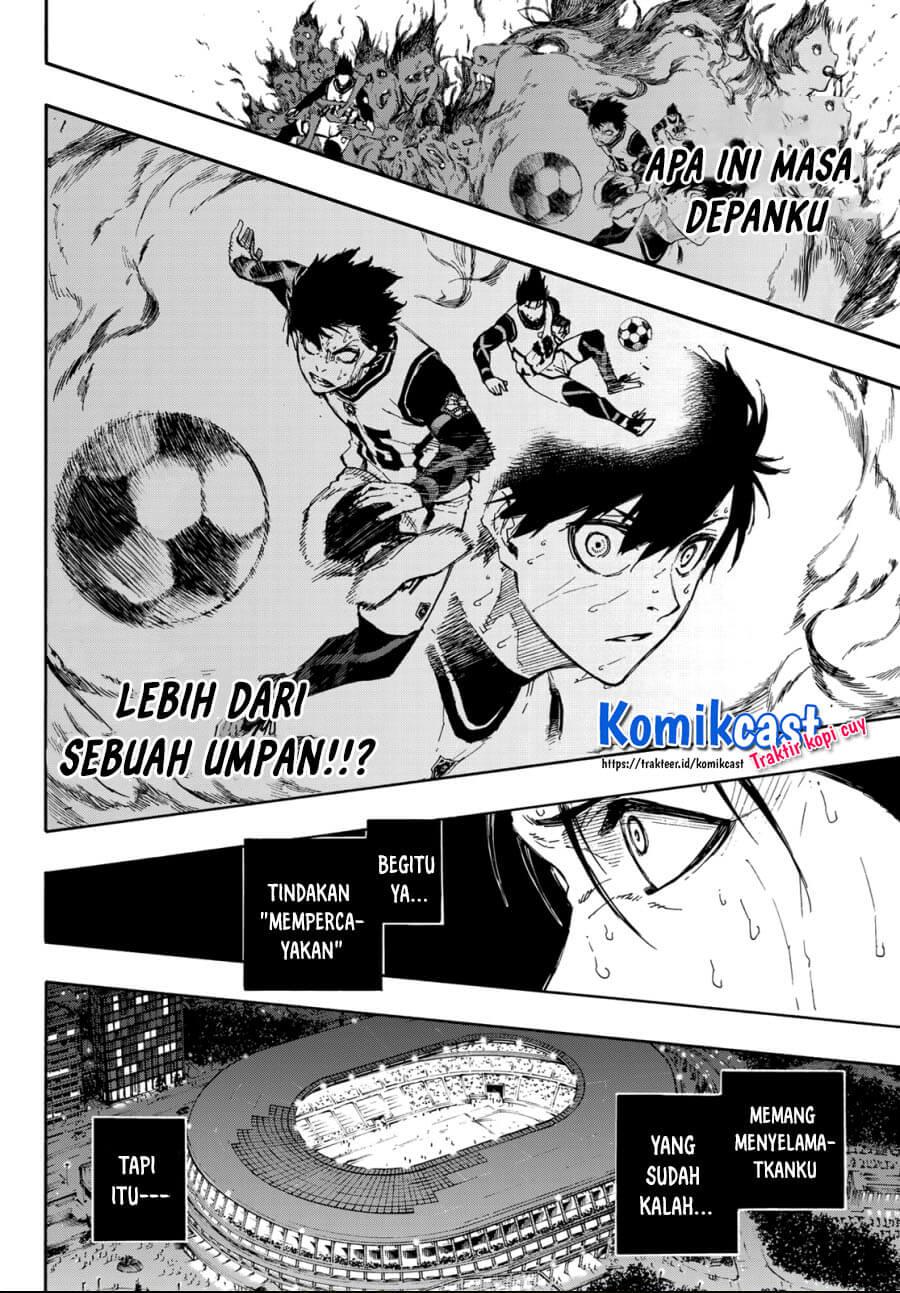 APA INI MASA
DEPANKU
15
LEBIH DARI
SEBUAH UMPAN!!?
Komikcast
https://trakteer.id/komikcast
Traktir kopi cuy
BEGITU
YA...
TINDAKAN
"MEMPERCA-
YAKAN"
MEMANG
MENYELAMA-
TKANKU
YANG
SUDAH
KALAH...
TAPI
ITU---